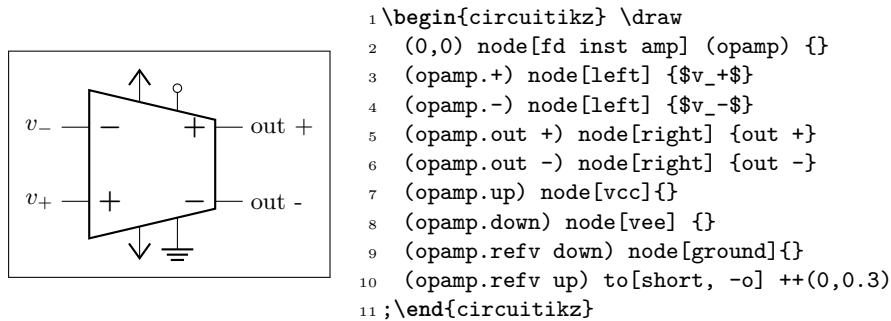 v_− − + out +
v_+ + − out -
1 \begin{circuitikz} \draw
2 (0,0) node[fd inst amp] (opamp) {}
3 (opamp.+) node[left] {$v_+$}
4 (opamp.-) node[left] {$v_-$}
5 (opamp.out +) node[right] {out +}
6 (opamp.out -) node[right] {out -}
7 (opamp.up) node[vcc]{}
8 (opamp.down) node[vee] {}
9 (opamp.refv down) node[ground]{}
10 (opamp.refv up) to[short, -o] ++(0,0.3)
11 ;\end{circuitikz}